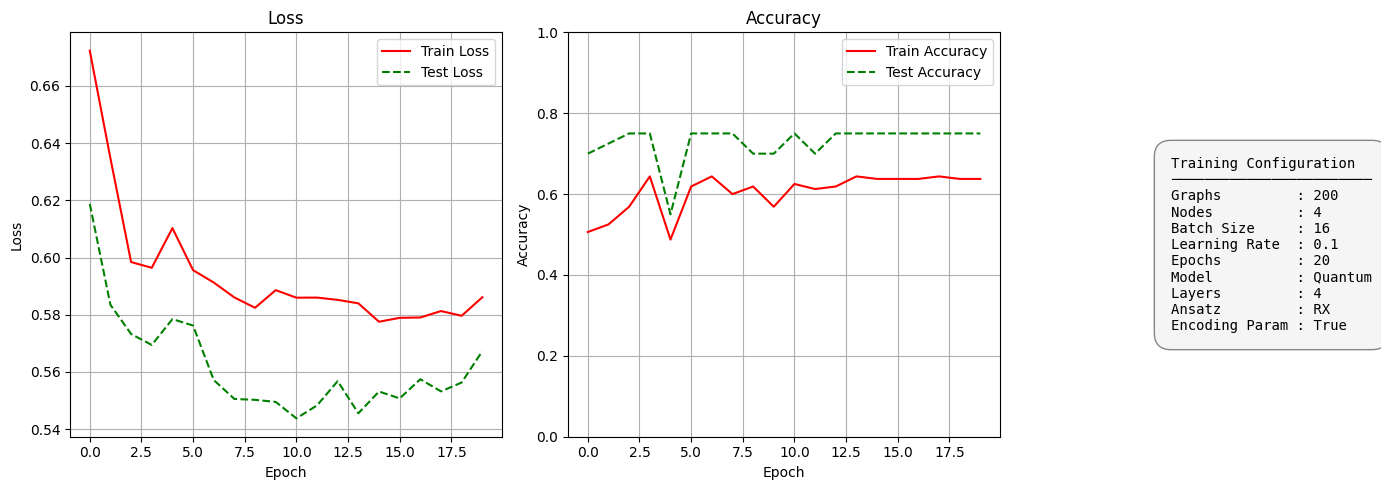 Loss
Train Loss
Test Loss
0.66
0.64
0.62
0.60
0.58
0.56
0.54
Loss
0.0 2.5 5.0 7.5 10.0 12.5 15.0 17.5
Epoch
Accuracy
Train Accuracy
Test Accuracy
1.0
0.8
0.6
0.4
0.2
0.0
Accuracy
0.0 2.5 5.0 7.5 10.0 12.5 15.0 17.5
Epoch
Training Configuration
Graphs : 200
Nodes : 4
Batch Size : 16
Learning Rate : 0.1
Epochs : 20
Model : Quantum
Layers : 4
Ansatz : RX
Encoding Param : True